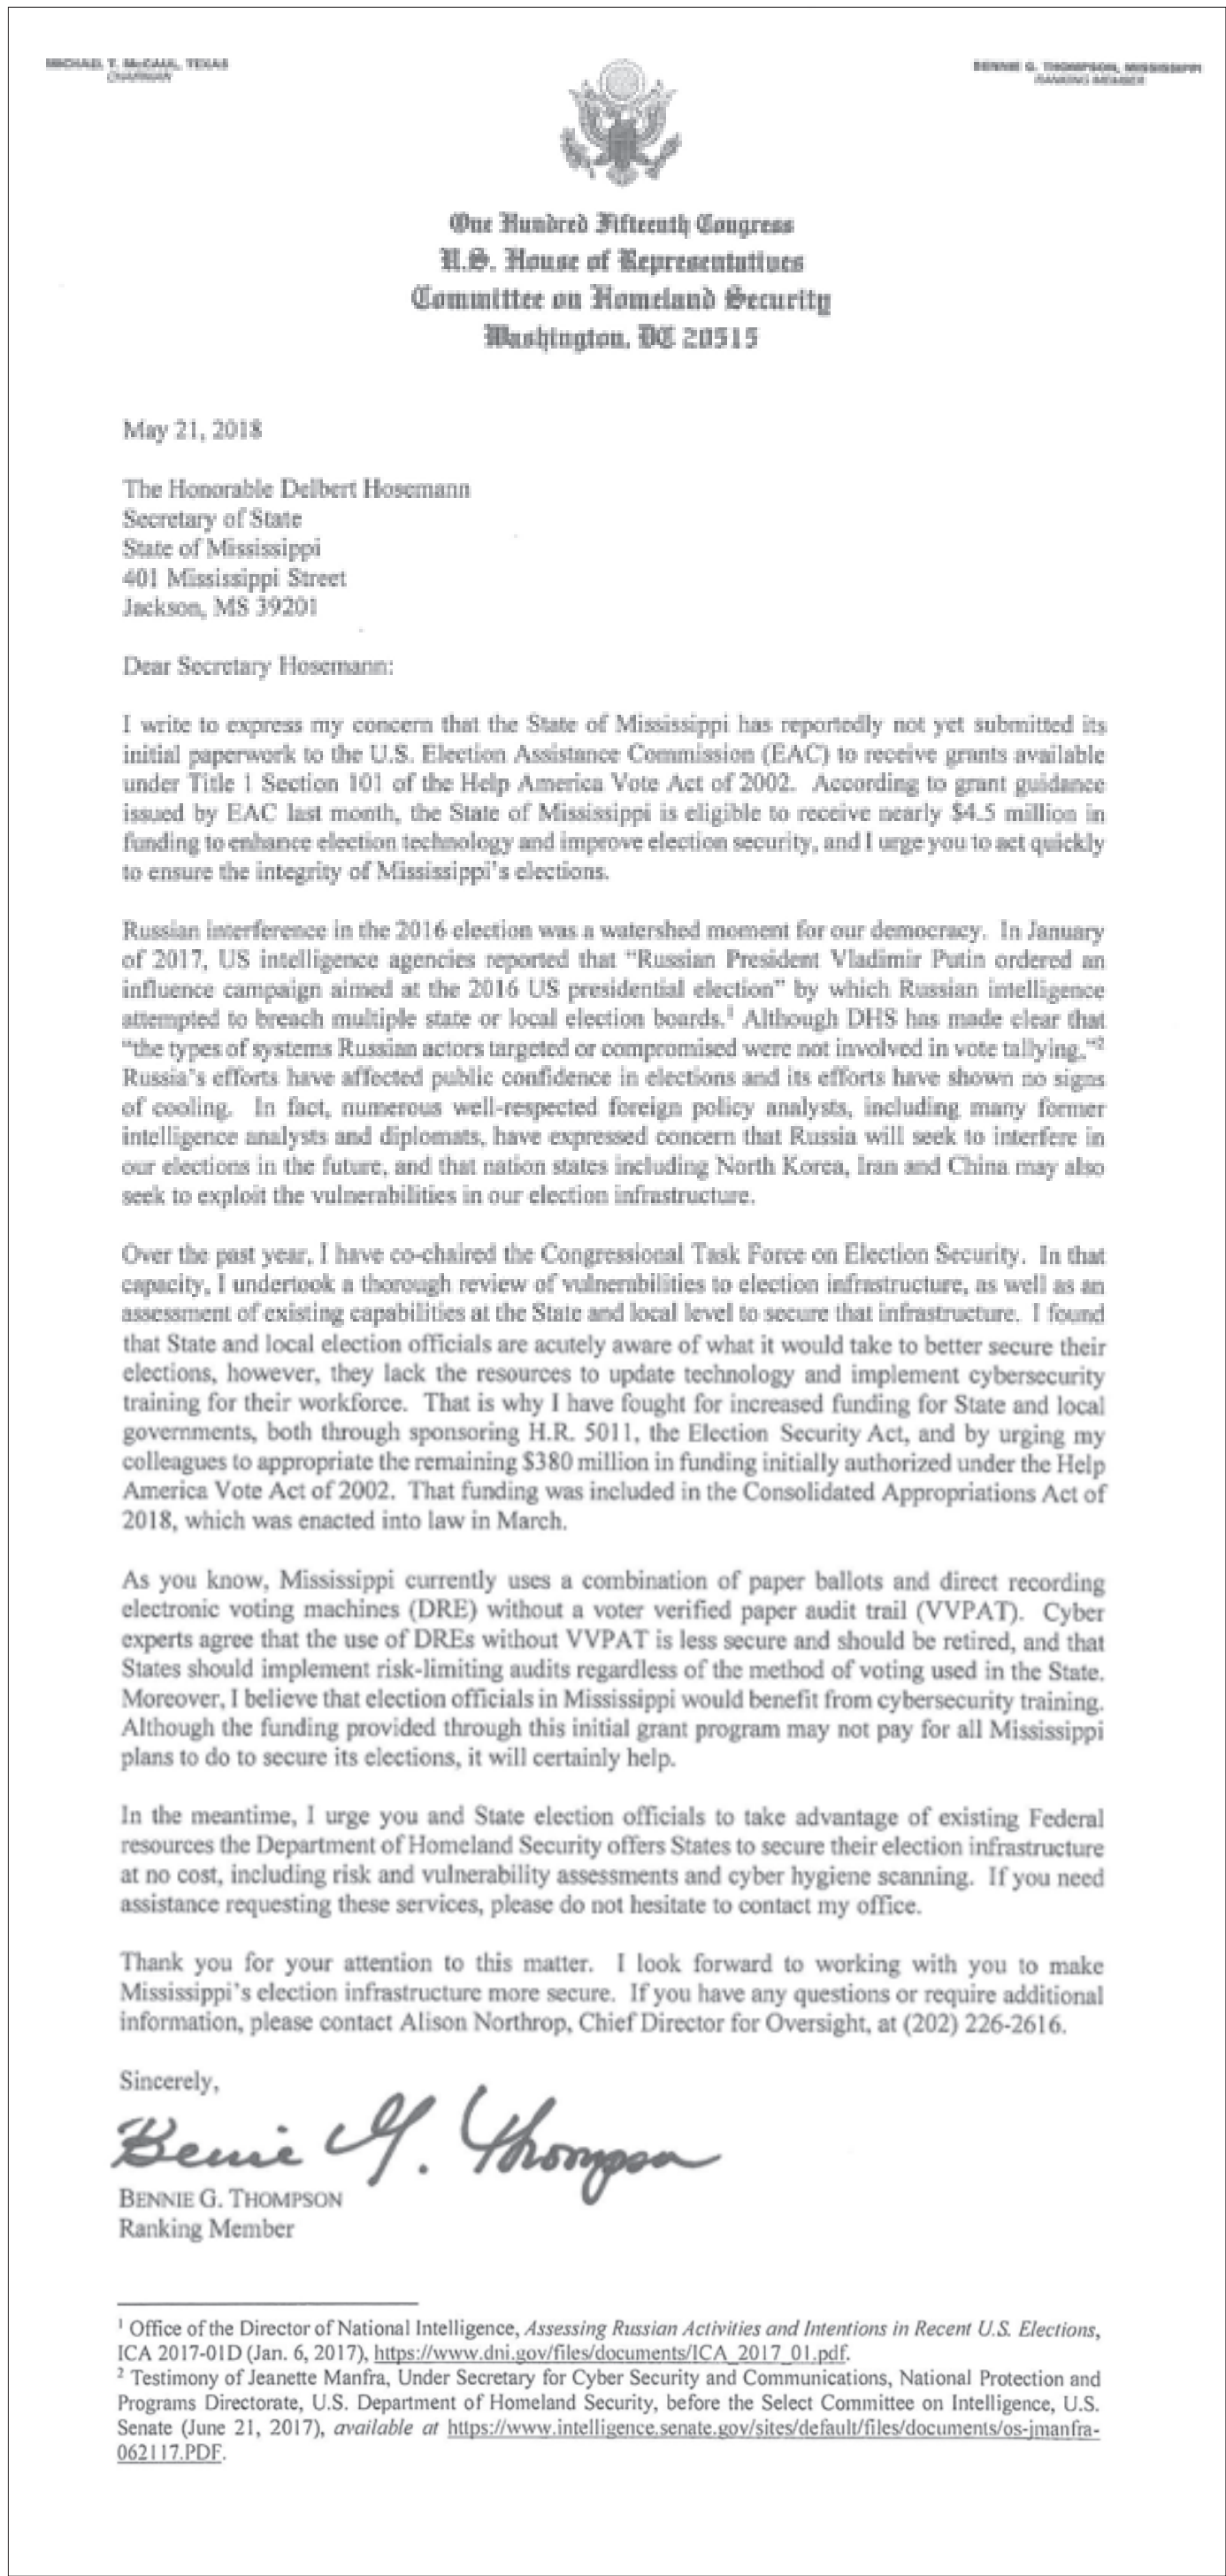 MICHAEL T. McCAUL, TEXAS
CHAIRMAN
BENNIE G. THOMPSON, MISSISSIPPI
RANKING MEMBER
One Hundred Fifteenth Congress
U.S. House of Representatives
Committee on Homeland Security
Washington, DC 20515
May 21, 2018
The Honorable Delbert Hosemann
Secretary of State
State of Mississippi
401 Mississippi Street
Jackson, MS 39201
Dear Secretary Hosemann:
I write to express my concern that the State of Mississippi has reportedly not yet submitted its
initial paperwork to the U.S. Election Assistance Commission (EAC) to receive grants available
under Title 1 Section 101 of the Help America Vote Act of 2002. According to grant guidance
issued by EAC last month, the State of Mississippi is eligible to receive nearly $4.5 million in
funding to enhance election technology and improve election security, and I urge you to act quickly
to ensure the integrity of Mississippi's elections.
Russian interference in the 2016 election was a watershed moment for our democracy. In January
of 2017, US intelligence agencies reported that "Russian President Vladimir Putin ordered an
influence campaign aimed at the 2016 US presidential election" by which Russian intelligence
attempted to breach multiple state or local election boards.¹ Although DHS has made clear that
"the types of systems Russian actors targeted or compromised were not involved in vote tallying,"²
Russia's efforts have affected public confidence in elections and its efforts have shown no signs
of cooling. In fact, numerous well-respected foreign policy analysts, including many former
intelligence analysts and diplomats, have expressed concern that Russia will seek to interfere in
our elections in the future, and that nation states including North Korea, Iran and China may also
seek to exploit the vulnerabilities in our election infrastructure.
Over the past year, I have co-chaired the Congressional Task Force on Election Security. In that
capacity, I undertook a thorough review of vulnerabilities to election infrastructure, as well as an
assessment of existing capabilities at the State and local level to secure that infrastructure. I found
that State and local election officials are acutely aware of what it would take to better secure their
elections, however, they lack the resources to update technology and implement cybersecurity
training for their workforce. That is why I have fought for increased funding for State and local
governments, both through sponsoring H.R. 5011, the Election Security Act, and by urging my
colleagues to appropriate the remaining $380 million in funding initially authorized under the Help
America Vote Act of 2002. That funding was included in the Consolidated Appropriations Act of
2018, which was enacted into law in March.
As you know, Mississippi currently uses a combination of paper ballots and direct recording
electronic voting machines (DRE) without a voter verified paper audit trail (VVPAT). Cyber
experts agree that the use of DREs without VVPAT is less secure and should be retired, and that
States should implement risk-limiting audits regardless of the method of voting used in the State.
Moreover, I believe that election officials in Mississippi would benefit from cybersecurity training.
Although the funding provided through this initial grant program may not pay for all Mississippi
plans to do to secure its elections, it will certainly help.
In the meantime, I urge you and State election officials to take advantage of existing Federal
resources the Department of Homeland Security offers States to secure their election infrastructure
at no cost, including risk and vulnerability assessments and cyber hygiene scanning. If you need
assistance requesting these services, please do not hesitate to contact my office.
Thank you for your attention to this matter. I look forward to working with you to make
Mississippi's election infrastructure more secure. If you have any questions or require additional
information, please contact Alison Northrop, Chief Director for Oversight, at (202) 226-2616.
Sincerely,
Bennie G. Thompson
BENNIE G. THOMPSON
Ranking Member
¹ Office of the Director of National Intelligence, Assessing Russian Activities and Intentions in Recent U.S. Elections,
ICA 2017-01D (Jan. 6, 2017), https://www.dni.gov/files/documents/ICA_2017_01.pdf.
² Testimony of Jeanette Manfra, Under Secretary for Cyber Security and Communications, National Protection and
Programs Directorate, U.S. Department of Homeland Security, before the Select Committee on Intelligence, U.S.
Senate (June 21, 2017), available at https://www.intelligence.senate.gov/sites/default/files/documents/os-jmanfra-
062117.PDF.